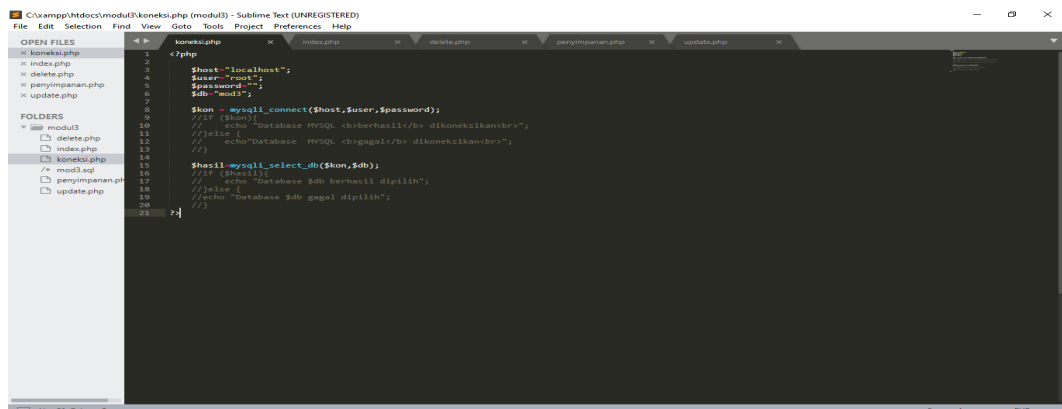 C:\xampp\htdocs\modul3\koneksi.php (modul3) - Sublime Text (UNREGISTERED)
File Edit Selection Find View Goto Tools Project Preferences Help
OPEN FILES
koneksi.php
index.php
delete.php
penyimpanan.php
update.php
FOLDERS
modul3
delete.php
index.php
koneksi.php
/* mod3.sql
penyimpanan.ph
update.php
koneksi.php index.php delete.php penyimpanan.php update.php
1 <?php
2
3 $host="localhost";
4 $user="root";
5 $password="";
6 $db="mod3";
7
8 $kon = mysqli_connect($host,$user,$password);
9 //if ($kon){
10 // echo "Database MYSQL <b>berhasil</b> dikoneksikan<br>";
11 //}else {
12 // echo"Database MYSQL <b>gagal</b> dikoneksikan<br>";
13 //}
14
15 $hasil=mysqli_select_db($kon,$db);
16 //if ($hasil){
17 // echo "Database $db berhasil dipilih";
18 //}else {
19 //echo "Database $db gagal dipilih";
20 //}
21 ?>